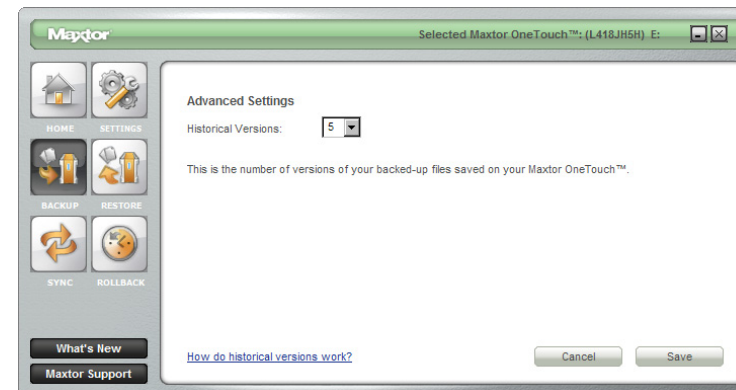 Maxtor
Selected Maxtor OneTouch™: (L418JH5H) E:
HOME SETTINGS
BACKUP RESTORE
SYNC ROLLBACK
What's New
Maxtor Support
Advanced Settings
Historical Versions: 5
This is the number of versions of your backed-up files saved on your Maxtor OneTouch™.
How do historical versions work?
Cancel Save